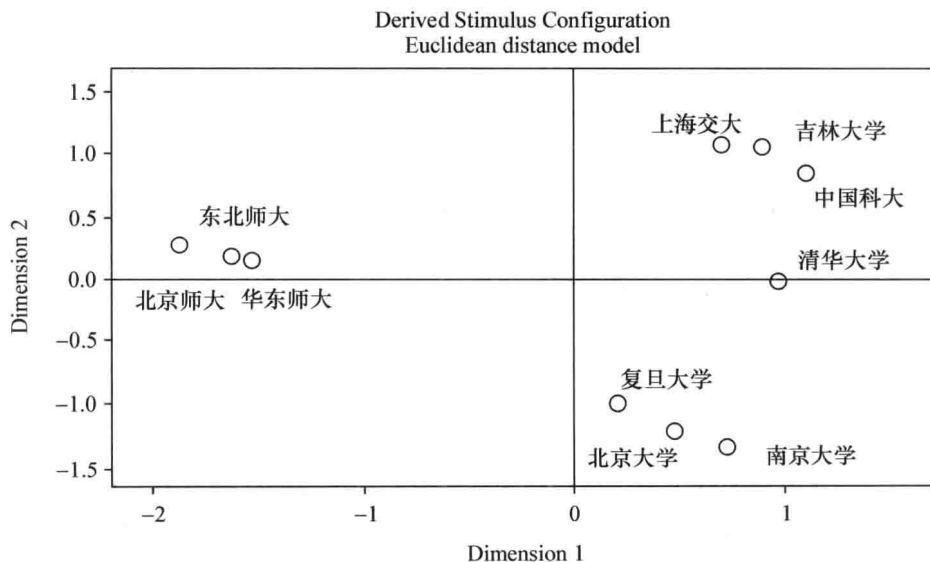 Derived Stimulus Configuration
Euclidean distance model
1.5
1.0
0.5
0.0
–0.5
–1.0
–1.5
Dimension 2
上海交大
吉林大学
中国科大
东北师大
清华大学
北京师大 华东师大
复旦大学
北京大学
南京大学
–2
–1
0
1
Dimension 1